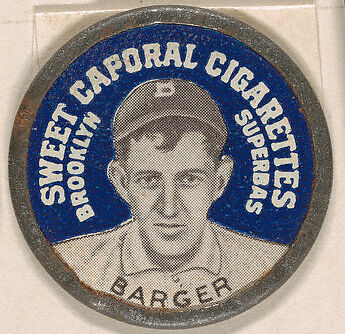 SWEET CAPORAL CIGARETTES
BROOKLYN SUPERBAS
B
BARGER